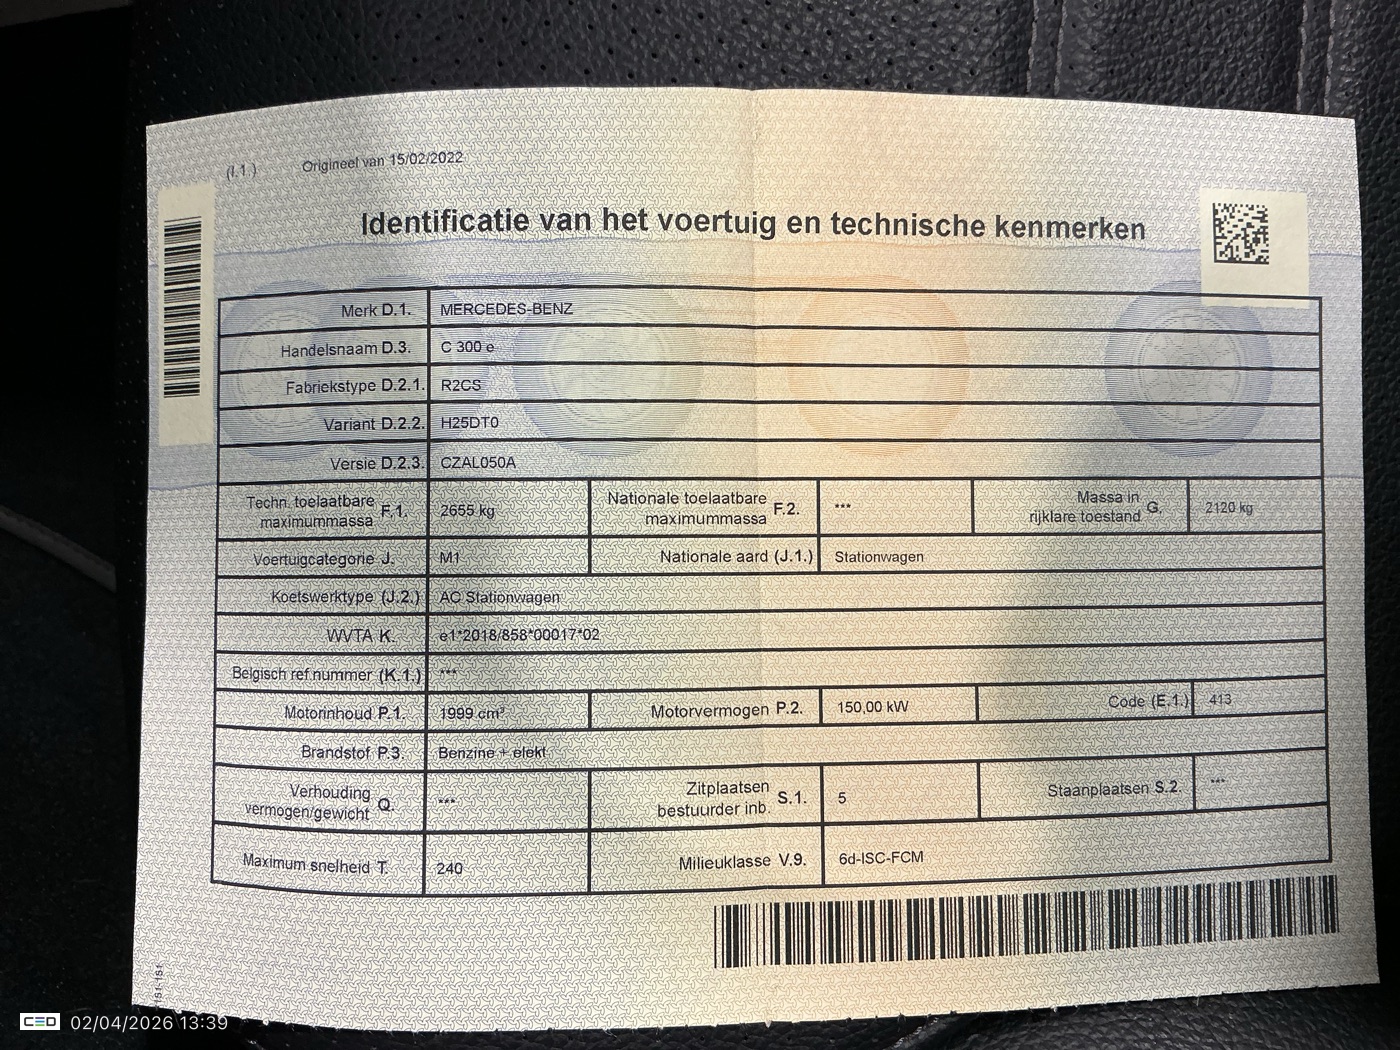 (I.1.) Origineel van 15/02/2022
Identificatie van het voertuig en technische kenmerken
Merk D.1. MERCEDES-BENZ
Handelsnaam D.3. C 300 e
Fabriekstype D.2.1. R2CS
Variant D.2.2. H25DT0
Versie D.2.3. CZAL050A
Techn. toelaatbare maximummassa F.1. 2655 kg Nationale toelaatbare maximummassa F.2. *** Massa in rijklare toestand G. 2120 kg
Voertuigcategorie J. M1 Nationale aard (J.1.) Stationwagen
Koetswerktype (J.2.) AC Stationwagen
WVTA K. e1*2018/858*00017*02
Belgisch ref.nummer (K.1.) ***
Motorinhoud P.1. 1999 cm³ Motorvermogen P.2. 150,00 kW Code (E.1.) 413
Brandstof P.3. Benzine + elekt
Verhouding vermogen/gewicht Q. *** Zitplaatsen bestuurder inb. S.1. 5 Staanplaatsen S.2. ***
Maximum snelheid T. 240 Milieuklasse V.9. 6d-ISC-FCM
CED 02/04/2026 13:39